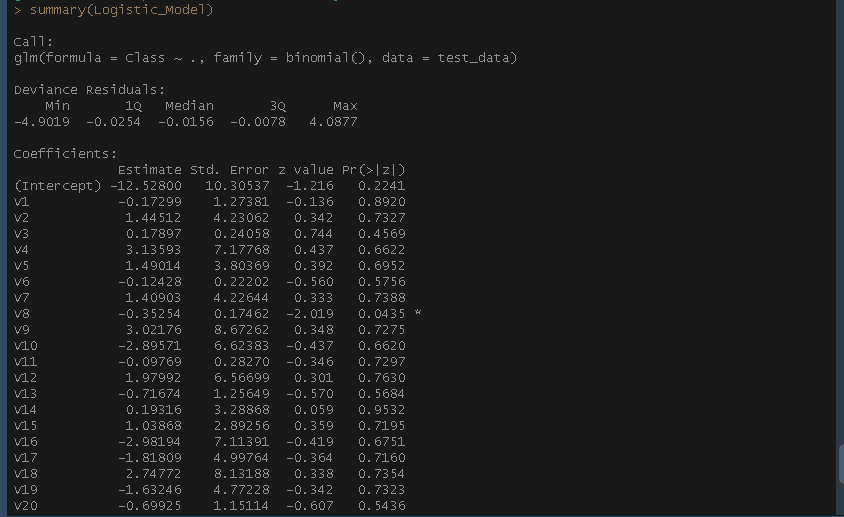 > summary(Logistic_Model)
Call:
glm(formula = Class ~ ., family = binomial(), data = test_data)
Deviance Residuals:
Min 1Q Median 3Q Max
-4.9019 -0.0254 -0.0156 -0.0078 4.0877
Coefficients:
Estimate Std. Error z value Pr(>|z|)
(Intercept) -12.52800 10.30537 -1.216 0.2241
V1 -0.17299 1.27381 -0.136 0.8920
V2 1.44512 4.23062 0.342 0.7327
V3 0.17897 0.24058 0.744 0.4569
V4 3.13593 7.17768 0.437 0.6622
V5 1.49014 3.80369 0.392 0.6952
V6 -0.12428 0.22202 -0.560 0.5756
V7 1.40903 4.22644 0.333 0.7388
V8 -0.35254 0.17462 -2.019 0.0435 *
V9 3.02176 8.67262 0.348 0.7275
V10 -2.89571 6.62383 -0.437 0.6620
V11 -0.09769 0.28270 -0.346 0.7297
V12 1.97992 6.56699 0.301 0.7630
V13 -0.71674 1.25649 -0.570 0.5684
V14 0.19316 3.28868 0.059 0.9532
V15 1.03868 2.89256 0.359 0.7195
V16 -2.98194 7.11391 -0.419 0.6751
V17 -1.81809 4.99764 -0.364 0.7160
V18 2.74772 8.13188 0.338 0.7354
V19 -1.63246 4.77228 -0.342 0.7323
V20 -0.69925 1.15114 -0.607 0.5436